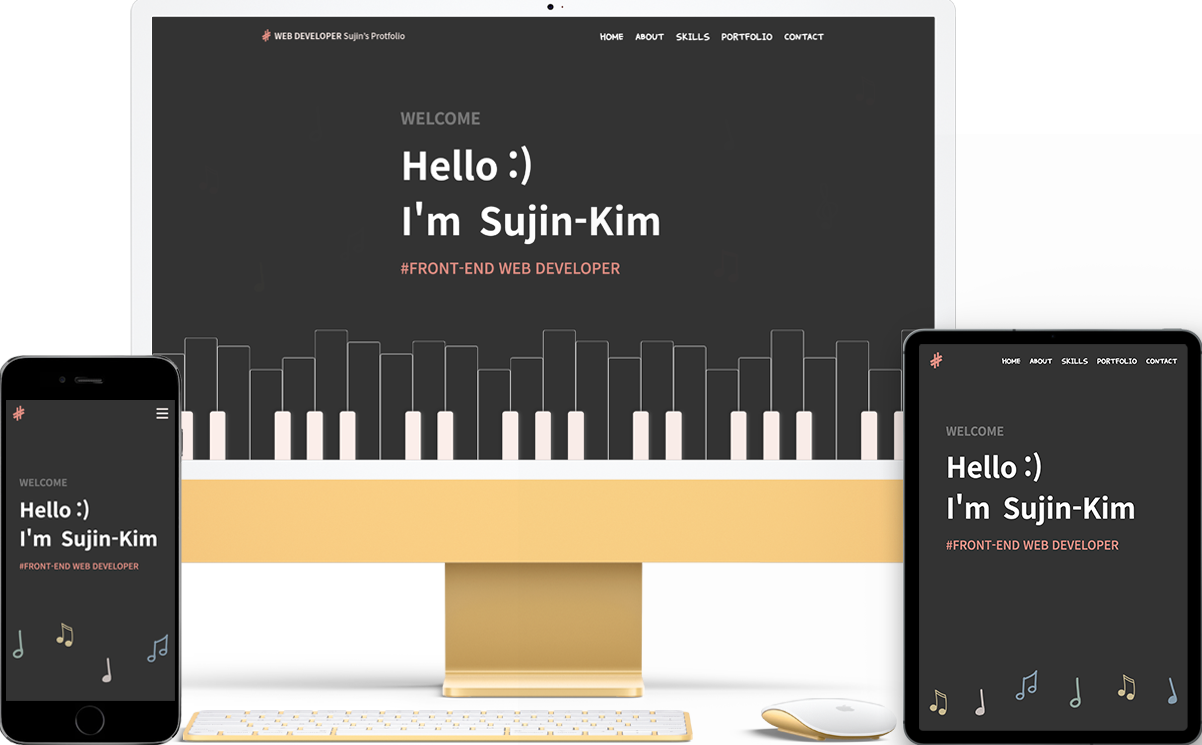 WEB DEVELOPER Sujin's Protfolio
HOME ABOUT SKILLS PORTFOLIO CONTACT
WELCOME
Hello :)
I'm Sujin-Kim
#FRONT-END WEB DEVELOPER
WELCOME
Hello :)
I'm Sujin-Kim
#FRONT-END WEB DEVELOPER
HOME ABOUT SKILLS PORTFOLIO CONTACT
WELCOME
Hello :)
I'm Sujin-Kim
#FRONT-END WEB DEVELOPER